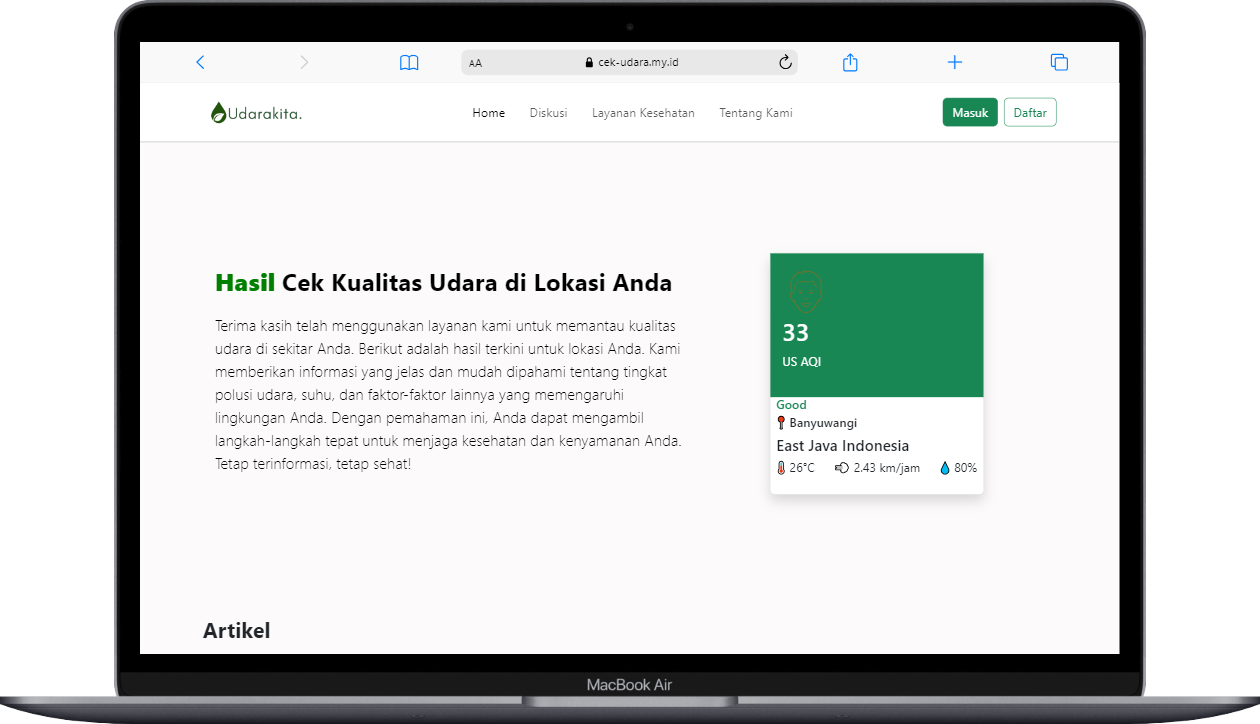 AA
cek-udara.my.id
Udarakita.
Home
Diskusi
Layanan Kesehatan
Tentang Kami
Masuk
Daftar
Hasil Cek Kualitas Udara di Lokasi Anda
Terima kasih telah menggunakan layanan kami untuk memantau kualitas
udara di sekitar Anda. Berikut adalah hasil terkini untuk lokasi Anda. Kami
memberikan informasi yang jelas dan mudah dipahami tentang tingkat
polusi udara, suhu, dan faktor-faktor lainnya yang memengaruhi
lingkungan Anda. Dengan pemahaman ini, Anda dapat mengambil
langkah-langkah tepat untuk menjaga kesehatan dan kenyamanan Anda.
Tetap terinformasi, tetap sehat!
33
US AQI
Good
Banyuwangi
East Java Indonesia
26°C 2.43 km/jam 80%
Artikel
MacBook Air